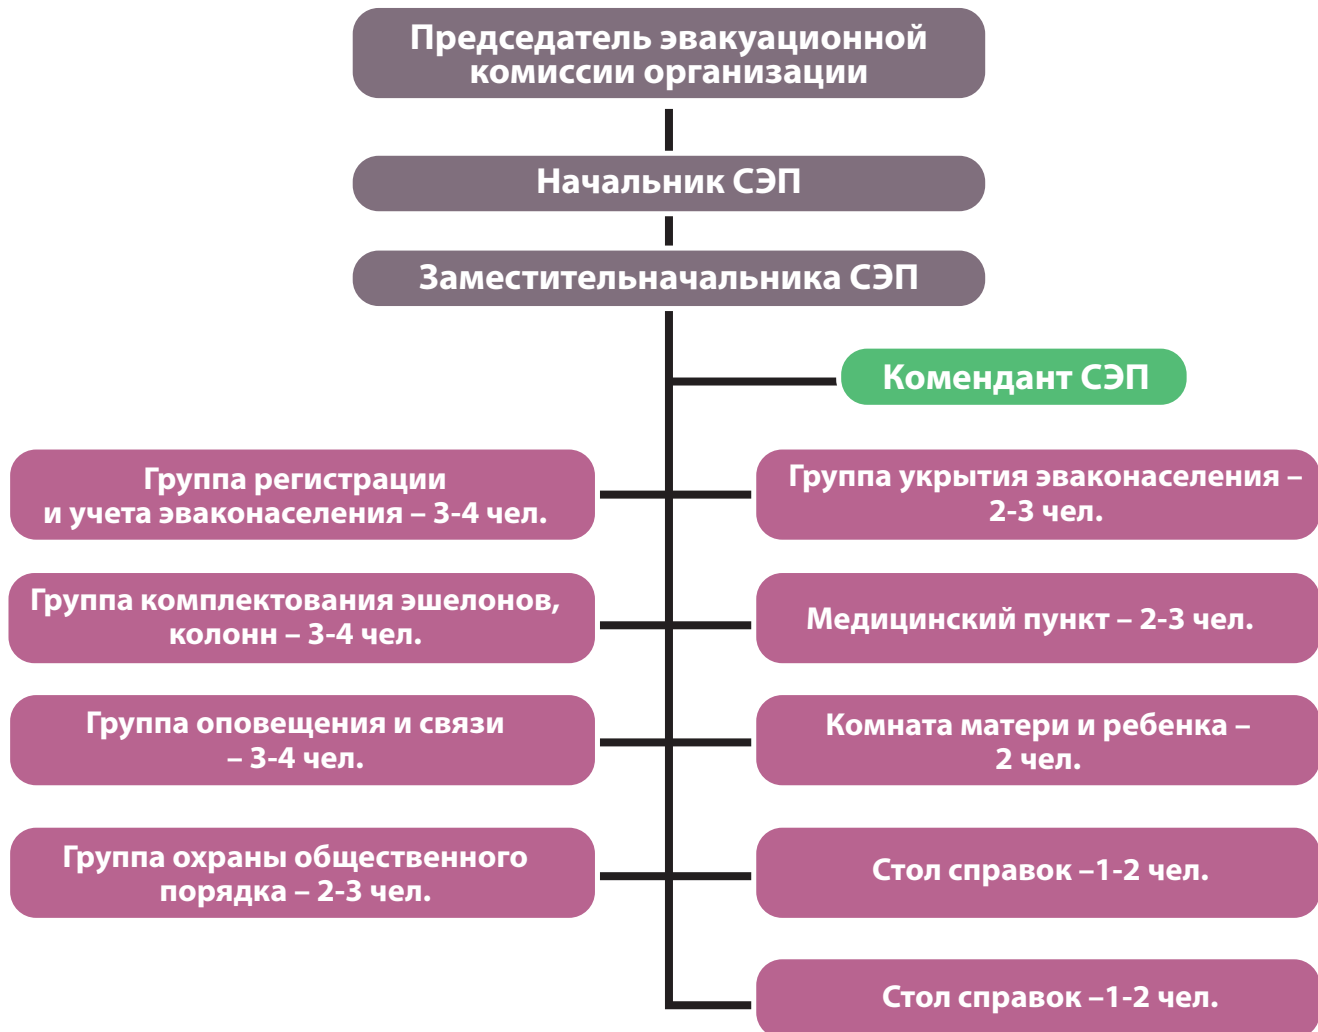 Председатель эвакуационной
комиссии организации
Начальник СЭП
Заместительначальника СЭП
Комендант СЭП
Группа регистрации
и учета эваконаселения – 3-4 чел.
Группа укрытия эваконаселения –
2-3 чел.
Группа комплектования эшелонов,
колонн – 3-4 чел.
Медицинский пункт – 2-3 чел.
Группа оповещения и связи
– 3-4 чел.
Комната матери и ребенка –
2 чел.
Группа охраны общественного
порядка – 2-3 чел.
Стол справок –1-2 чел.
Стол справок –1-2 чел.